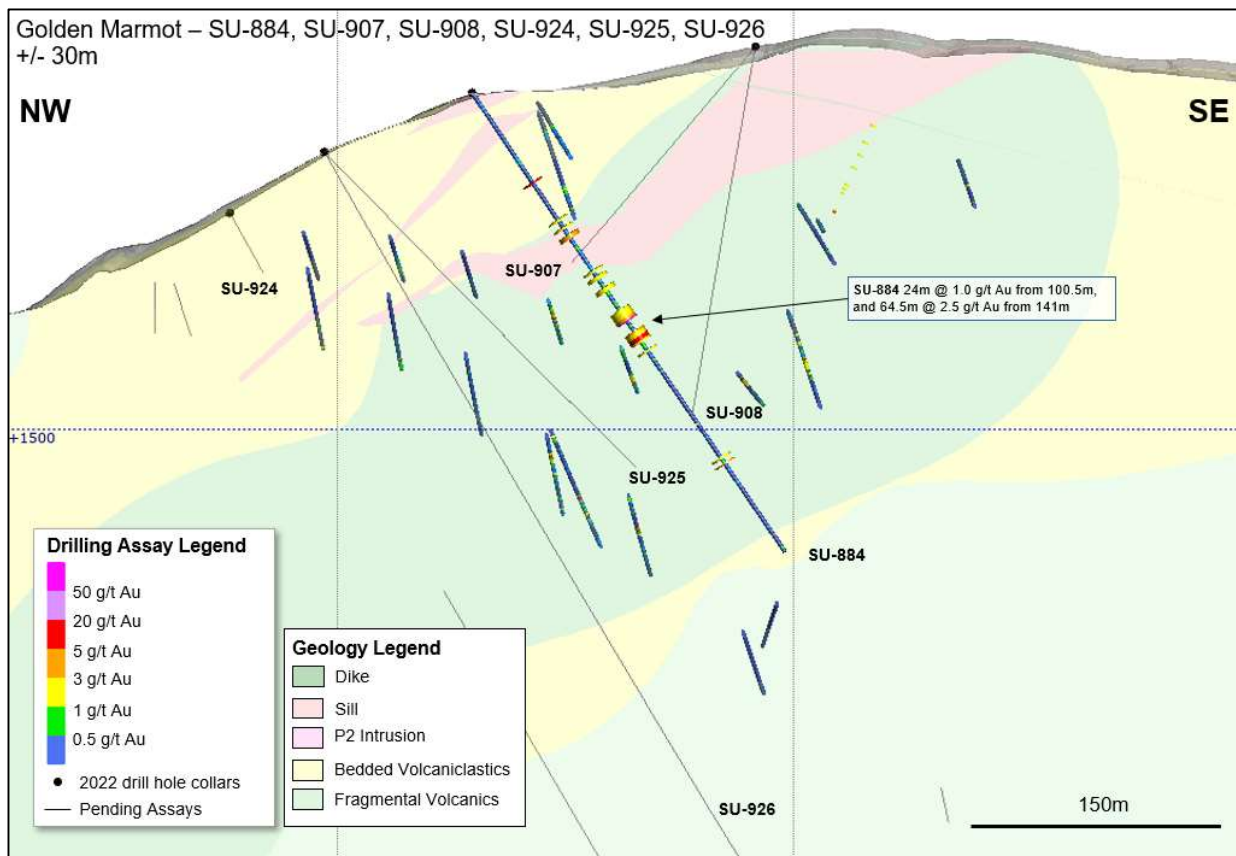 Golden Marmot – SU-884, SU-907, SU-908, SU-924, SU-925, SU-926
+/- 30m
NW
SE
SU-924
SU-907
SU-884 24m @ 1.0 g/t Au from 100.5m,
and 64.5m @ 2.5 g/t Au from 141m
SU-908
+1500
SU-925
SU-884
Drilling Assay Legend
50 g/t Au
20 g/t Au
5 g/t Au
3 g/t Au
1 g/t Au
0.5 g/t Au
2022 drill hole collars
Pending Assays
Geology Legend
Dike
Sill
P2 Intrusion
Bedded Volcaniclastics
Fragmental Volcanics
SU-926
150m